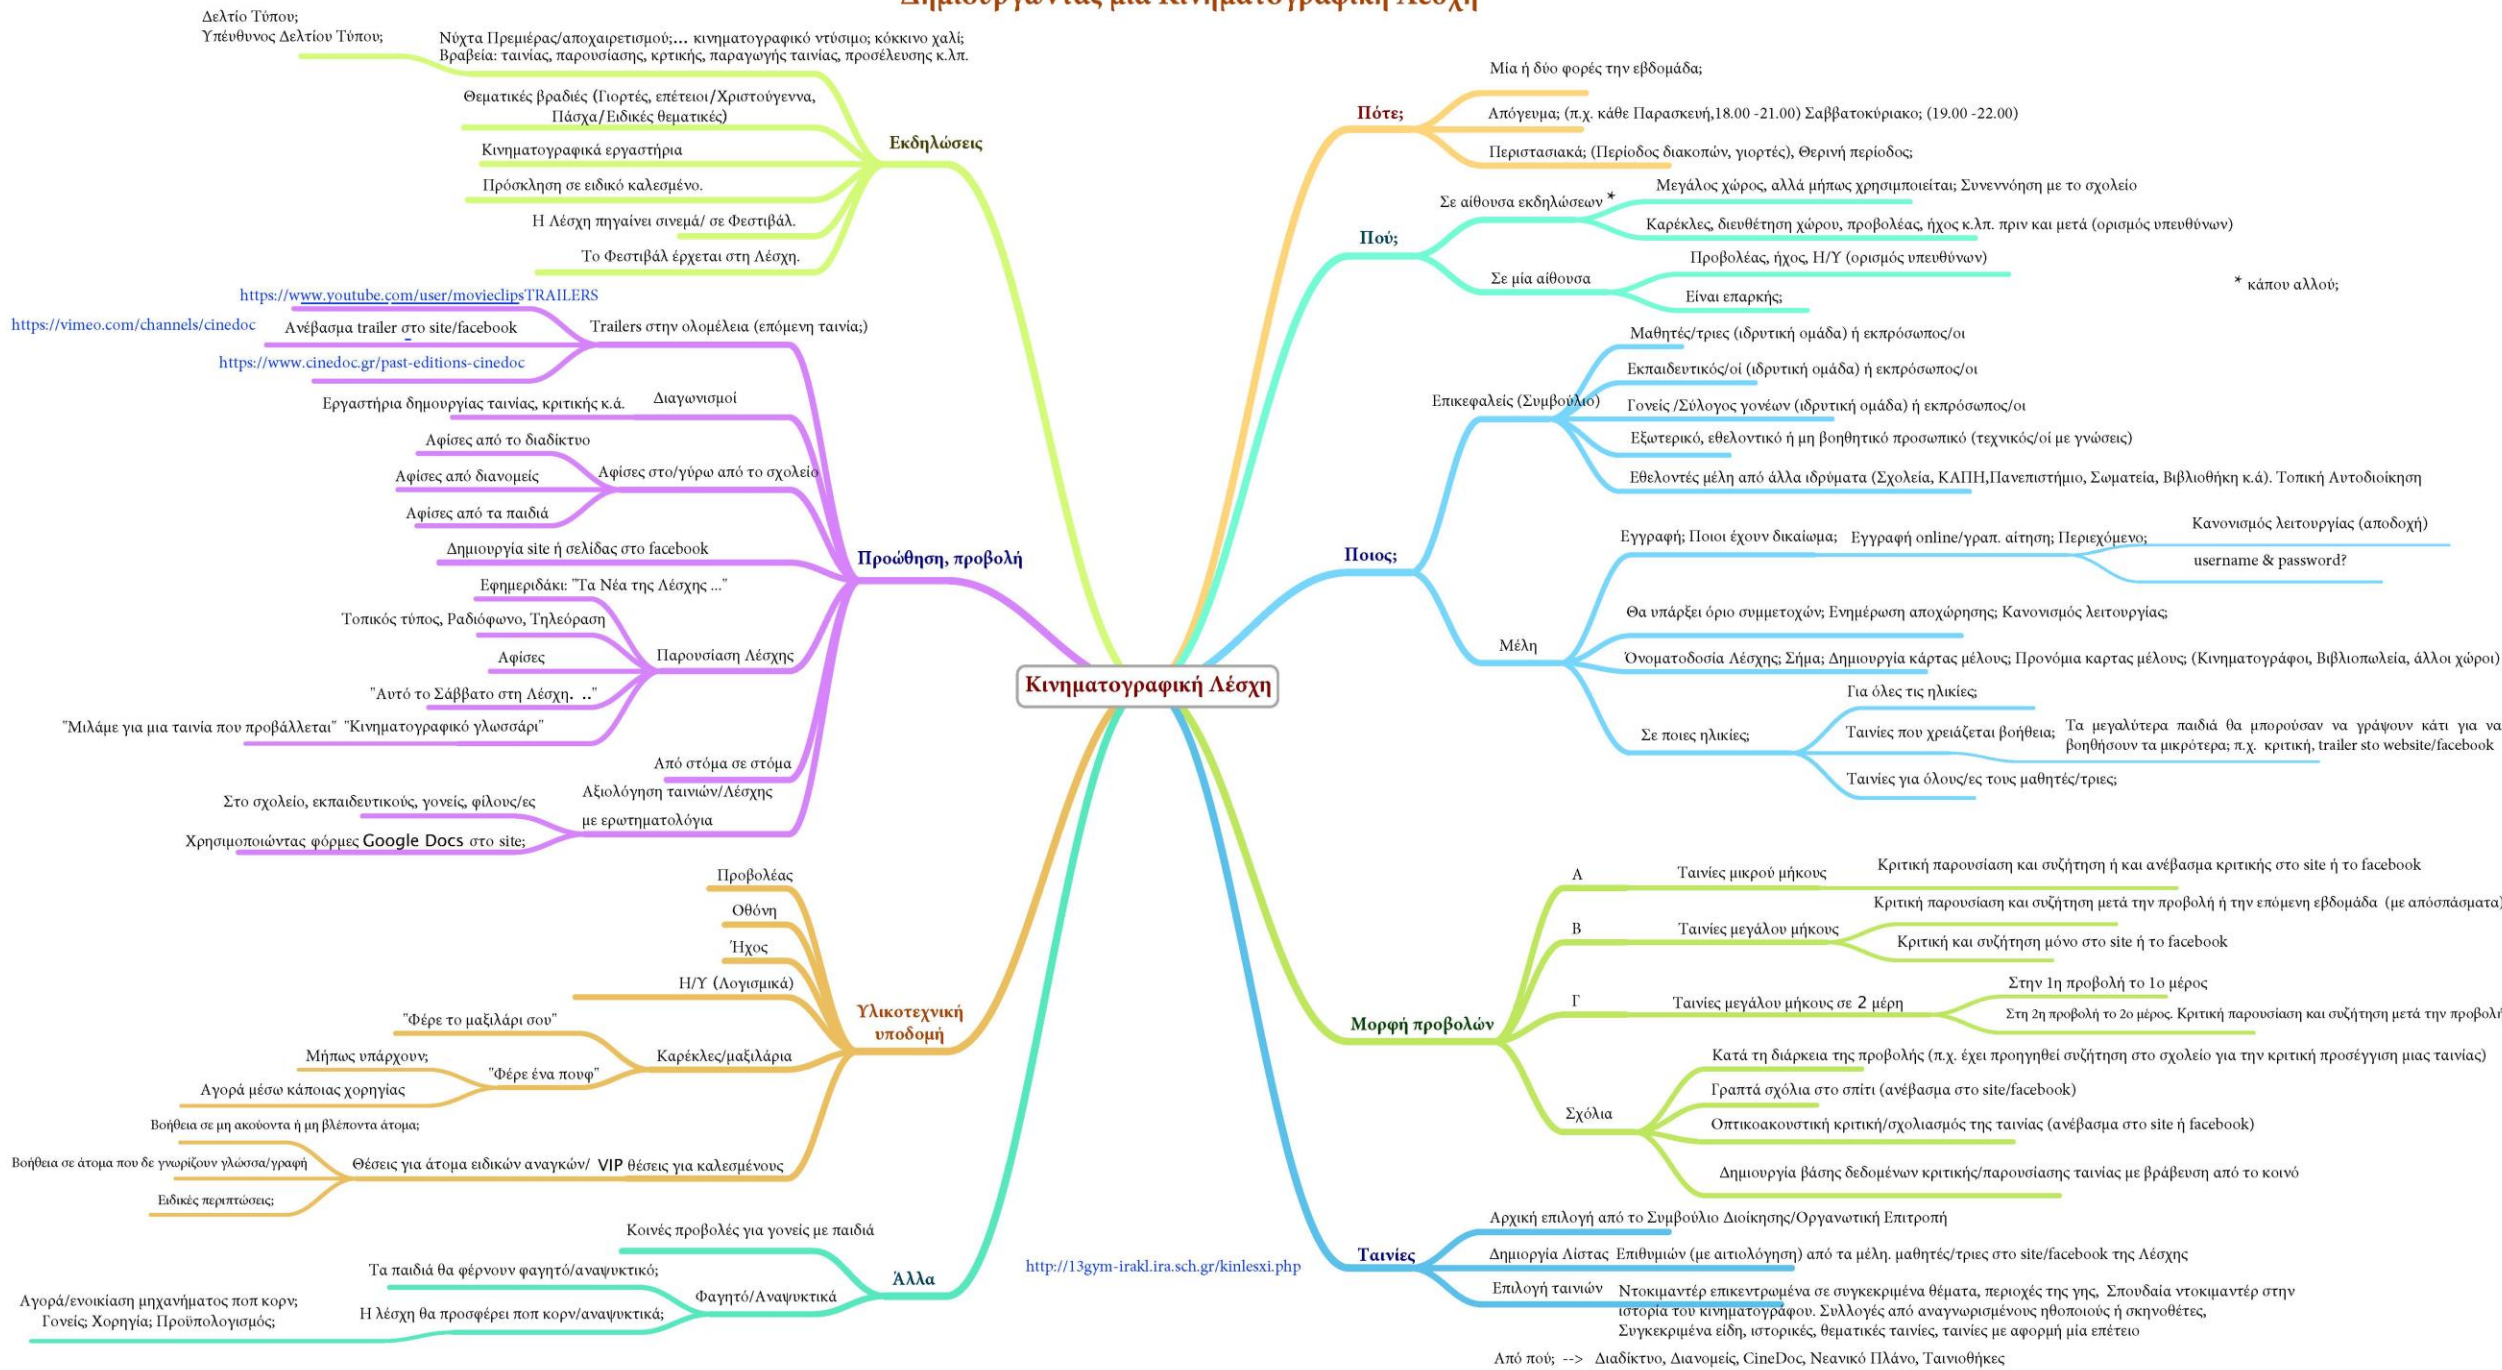 Δημιουργώντας μια Κινηματογραφική Λέσχη
Κινηματογραφική Λέσχη
Εκδηλώσεις
Δελτίο Τύπου;
Υπέυθυνος Δελτίου Τύπου;
Νύχτα Πρεμιέρας/αποχαιρετισμού;... κινηματογραφικό ντύσιμο; κόκκινο χαλί;
Βραβεία: ταινίας, παρουσίασης, κρτικής, παραγωγής ταινίας, προσέλευσης κ.λπ.
Θεματικές βραδιές (Γιορτές, επέτειοι/Χριστούγεννα,
Πάσχα/Ειδικές θεματικές)
Κινηματογραφικά εργαστήρια
Πρόσκληση σε ειδικό καλεσμένο.
Η Λέσχη πηγαίνει σινεμά/ σε Φεστιβάλ.
Το Φεστιβάλ έρχεται στη Λέσχη.
Προώθηση, προβολή
https://www.youtube.com/user/movieclipsTRAILERS
https://vimeo.com/channels/cinedoc
Ανέβασμα trailer στο site/facebook
Trailers στην ολομέλεια (επόμενη ταινία;)
https://www.cinedoc.gr/past-editions-cinedoc
Εργαστήρια δημουργίας ταινίας, κριτικής κ.ά.
Διαγωνισμοί
Αφίσες από το διαδίκτυο
Αφίσες από διανομείς
Αφίσες στο/γύρω από το σχολείο
Αφίσες από τα παιδιά
Δημιουργία site ή σελίδας στο facebook
Εφημεριδάκι: "Τα Νέα της Λέσχης ..."
Τοπικός τύπος, Ραδιόφωνο, Τηλεόραση
Αφίσες
Παρουσίαση Λέσχης
"Αυτό το Σάββατο στη Λέσχη. .."
"Μιλάμε για μια ταινία που προβάλλεται" "Κινηματογραφικό γλωσσάρι"
Από στόμα σε στόμα
Αξιολόγηση ταινιών/Λέσχης
με ερωτηματολόγια
Στο σχολείο, εκπαιδευτικούς, γονείς, φίλους/ες
Χρησιμοποιώντας φόρμες Google Docs στο site;
Υλικοτεχνική
υποδομή
Προβολέας
Οθόνη
Ήχος
Η/Υ (Λογισμικά)
"Φέρε το μαξιλάρι σου"
Καρέκλες/μαξιλάρια
Μήπως υπάρχουν;
"Φέρε ένα πουφ"
Αγορά μέσω κάποιας χορηγίας
Βοήθεια σε μη ακούοντα ή μη βλέποντα άτομα;
Βοήθεια σε άτομα που δε γνωρίζουν γλώσσα/γραφή
Θέσεις για άτομα ειδικών αναγκών/ VIP θέσεις για καλεσμένους
Ειδικές περιπτώσεις;
Άλλα
Κοινές προβολές για γονείς με παιδιά
Τα παιδιά θα φέρνουν φαγητό/αναψυκτικό;
Φαγητό/Αναψυκτικά
Η λέσχη θα προσφέρει ποπ κορν/αναψυκτικά;
Αγορά/ενοικίαση μηχανήματος ποπ κορν;
Γονείς; Χορηγία; Προϋπολογισμός;
Πότε;
Μία ή δύο φορές την εβδομάδα;
Απόγευμα; (π.χ. κάθε Παρασκευή,18.00 -21.00) Σαββατοκύριακο; (19.00 -22.00)
Περιστασιακά; (Περίοδος διακοπών, γιορτές), Θερινή περίοδος;
Πού;
Σε αίθουσα εκδηλώσεων *
Μεγάλος χώρος, αλλά μήπως χρησιμποιείται; Συνεννόηση με το σχολείο
Καρέκλες, διευθέτηση χώρου, προβολέας, ήχος κ.λπ. πριν και μετά (ορισμός υπευθύνων)
Σε μία αίθουσα
Προβολέας, ήχος, Η/Υ (ορισμός υπευθύνων)
Είναι επαρκής;
* κάπου αλλού;
Ποιος;
Επικεφαλείς (Συμβούλιο)
Μαθητές/τριες (ιδρυτική ομάδα) ή εκπρόσωπος/οι
Εκπαιδευτικός/οί (ιδρυτική ομάδα) ή εκπρόσωπος/οι
Γονείς /Σύλογος γονέων (ιδρυτική ομάδα) ή εκπρόσωπος/οι
Εξωτερικό, εθελοντικό ή μη βοηθητικό προσωπικό (τεχνικός/οί με γνώσεις)
Εθελοντές μέλη από άλλα ιδρύματα (Σχολεία, ΚΑΠΗ,Πανεπιστήμιο, Σωματεία, Βιβλιοθήκη κ.ά). Τοπική Αυτοδιοίκηση
Μέλη
Εγγραφή; Ποιοι έχουν δικαίωμα; Εγγραφή online/γραπ. αίτηση; Περιεχόμενο;
Κανονισμός λειτουργίας (αποδοχή)
username & password?
Θα υπάρξει όριο συμμετοχών; Ενημέρωση αποχώρησης; Κανονισμός λειτουργίας;
Όνοματοδοσία Λέσχης; Σήμα; Δημιουργία κάρτας μέλους; Προνόμια καρτας μέλους; (Κινηματογράφοι, Βιβλιοπωλεία, άλλοι χώροι)
Σε ποιες ηλικίες;
Για όλες τις ηλικίες;
Ταινίες που χρειάζεται βοήθεια;
Τα μεγαλύτερα παιδιά θα μπορούσαν να γράψουν κάτι για να
βοηθήσουν τα μικρότερα; π.χ. κριτική, trailer sto website/facebook
Ταινίες για όλους/ες τους μαθητές/τριες;
Μορφή προβολών
Α
Ταινίες μικρού μήκους
Κριτική παρουσίαση και συζήτηση ή και ανέβασμα κριτικής στο site ή το facebook
Β
Ταινίες μεγάλου μήκους
Κριτική παρουσίαση και συζήτηση μετά την προβολή ή την επόμενη εβδομάδα (με απόσπάσματα)
Κριτική και συζήτηση μόνο στο site ή το facebook
Γ
Ταινίες μεγάλου μήκους σε 2 μέρη
Στην 1η προβολή το 1ο μέρος
Στη 2η προβολή το 2ο μέρος. Κριτική παρουσίαση και συζήτηση μετά την προβολή
Σχόλια
Κατά τη διάρκεια της προβολής (π.χ. έχει προηγηθεί συζήτηση στο σχολείο για την κριτική προσέγγιση μιας ταινίας)
Γραπτά σχόλια στο σπίτι (ανέβασμα στο site/facebook)
Οπτικοακουστική κριτική/σχολιασμός της ταινίας (ανέβασμα στο site ή facebook)
Δημιουργία βάσης δεδομένων κριτικής/παρουσίασης ταινίας με βράβευση από το κοινό
Ταινίες
http://13gym-irakl.ira.sch.gr/kinlesxi.php
Αρχική επιλογή από το Συμβούλιο Διοίκησης/Οργανωτική Επιτροπή
Δημιοργία Λίστας Επιθυμιών (με αιτιολόγηση) από τα μέλη. μαθητές/τριες στο site/facebook της Λέσχης
Επιλογή ταινιών
Ντοκιμαντέρ επικεντρωμένα σε συγκεκριμένα θέματα, περιοχές της γης, Σπουδαία ντοκιμαντέρ στην
ιστορία του κινηματογράφου. Συλλογές από αναγνωρισμένους ηθοποιούς ή σκηνοθέτες,
Συγκεκριμένα είδη, ιστορικές, θεματικές ταινίες, ταινίες με αφορμή μία επέτειο
Από πού; --> Διαδίκτυο, Διανομείς, CineDoc, Νεανικό Πλάνο, Ταινιοθήκες